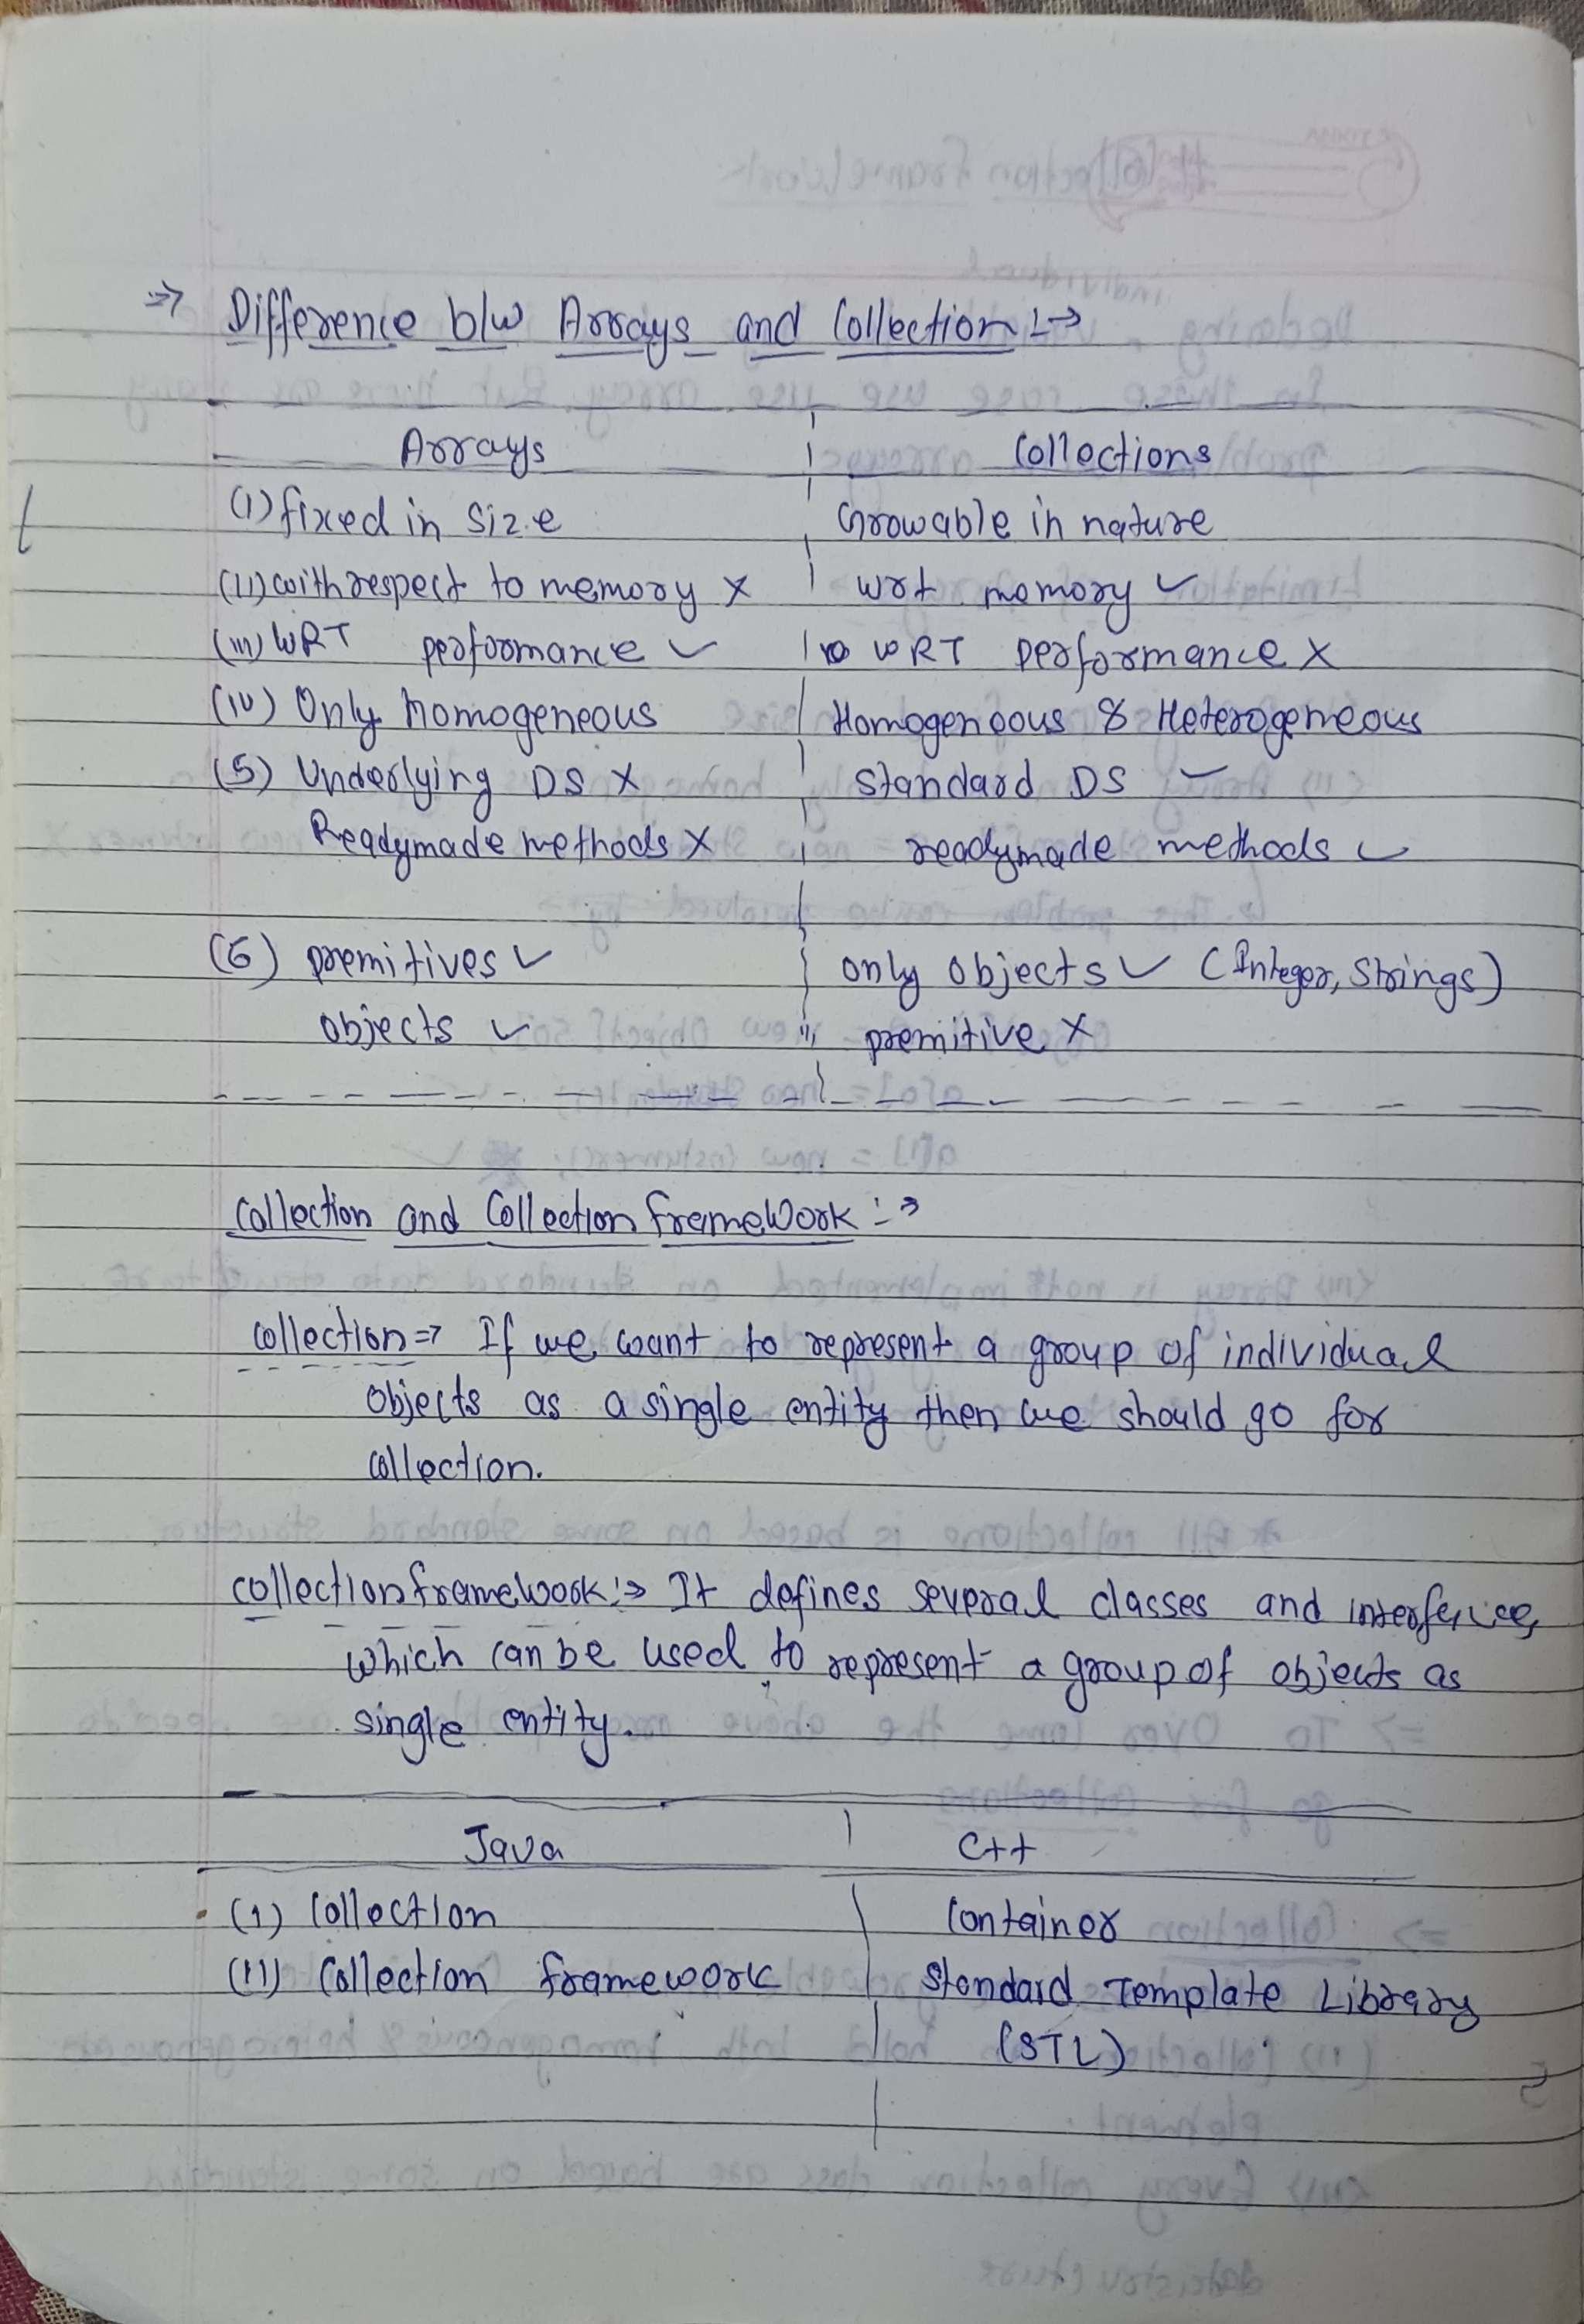 ⇒ Difference b/w Arrays and Collection :→
Arrays | Collections
(i) fixed in Size | Growable in nature
(ii) with respect to memory x | wrt memory ✓
(iii) WRT performance ✓ | WRT performance x
(iv) Only homogeneous | Homogeneous & Heterogeneous
(5) Underlying DS x | Standard DS ✓
Readymade methods x | readymade methods ✓
(6) premitives ✓ | only objects ✓ (Integer, Strings)
objects ✓ | premitive x
Collection and Collection framework :→
collection ⇒ If we want to represent a group of individual
objects as a single entity then we should go for
collection.
collection framework :→ It defines several classes and
which can be used to represent a group of objects as
single entity.
Java | C++
(i) Collection | Container
(ii) Collection framework | Standard Template Library
(STL)